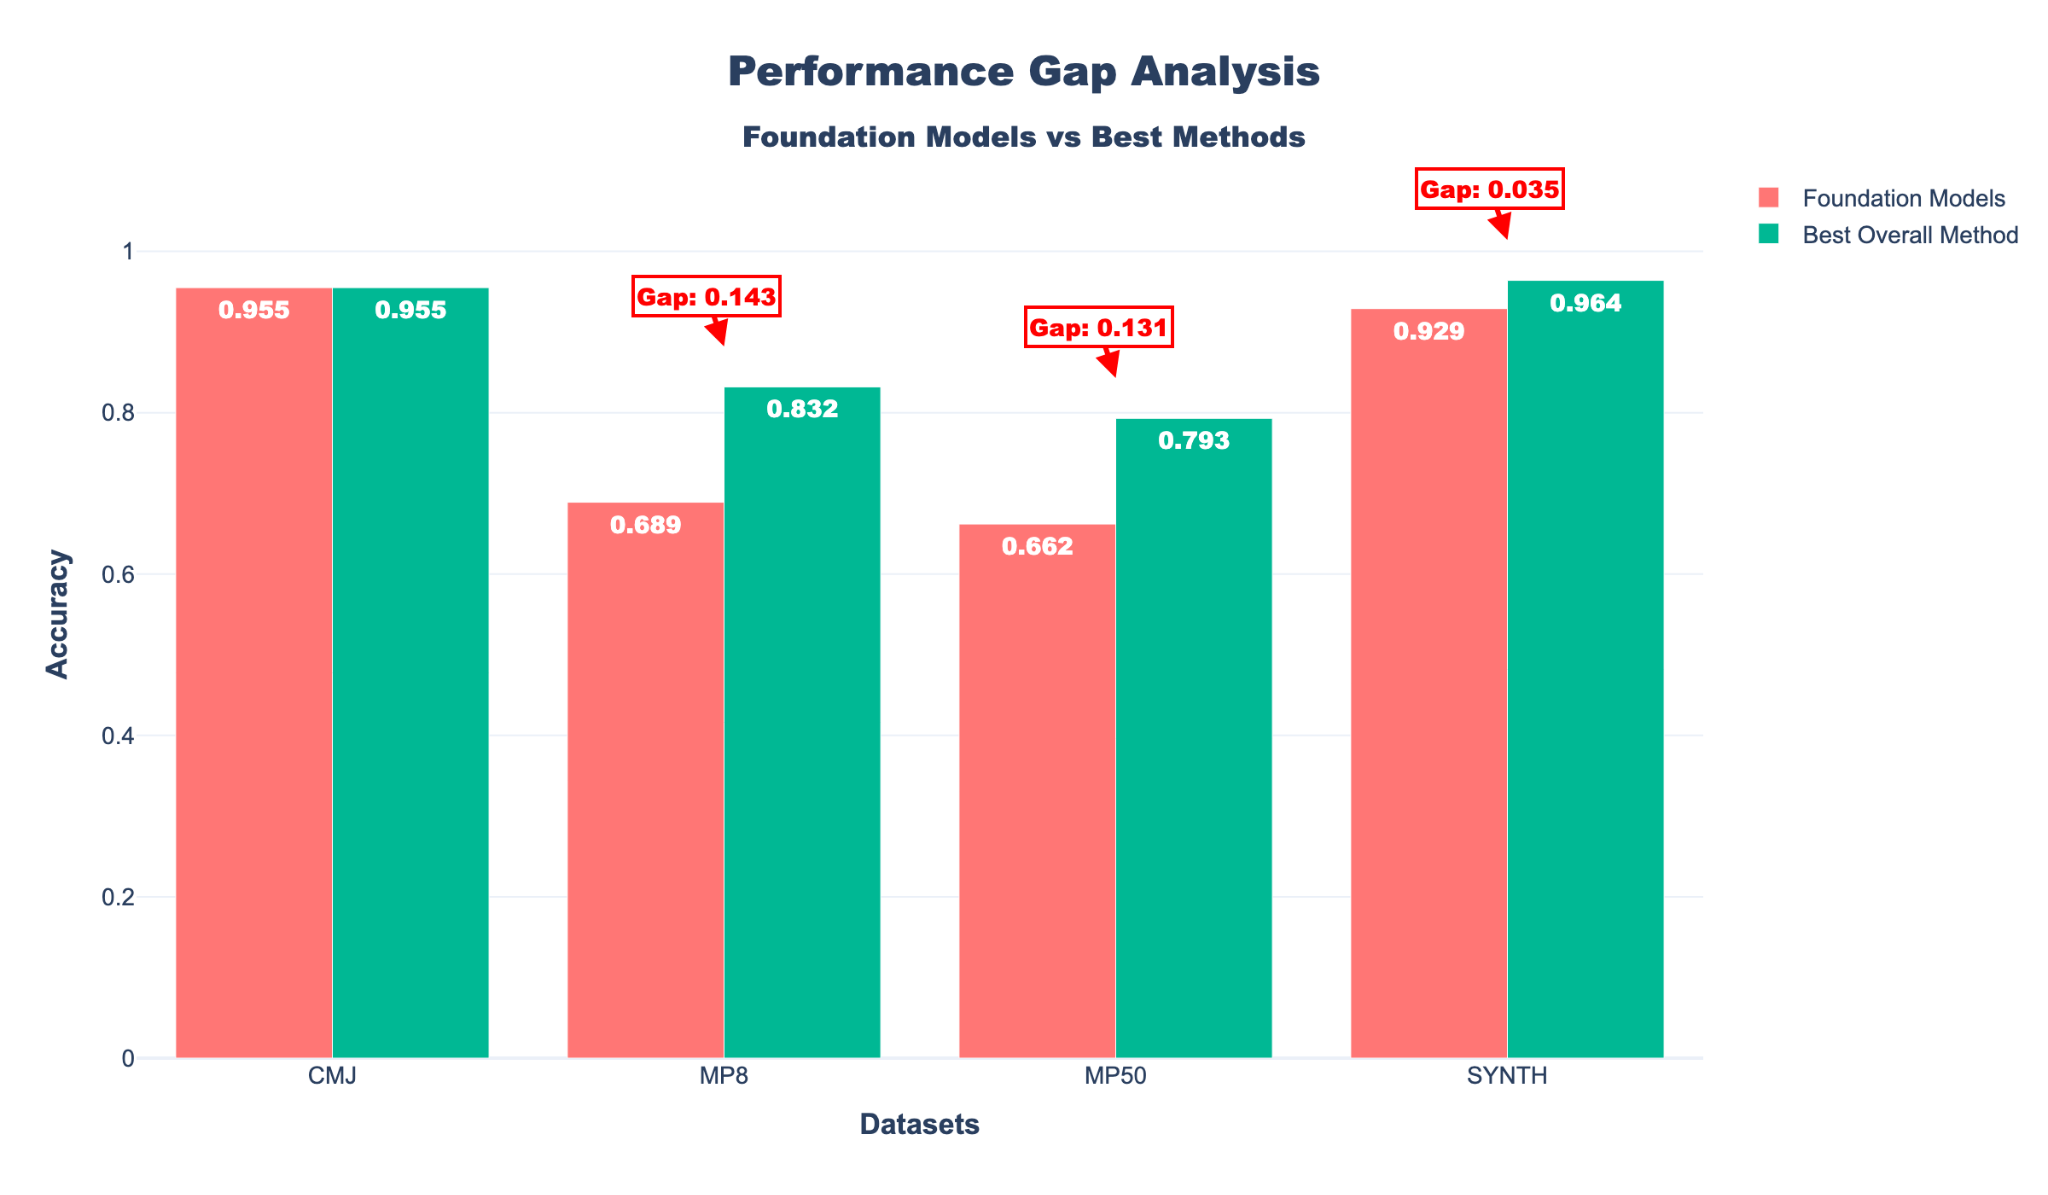 Performance Gap Analysis
Foundation Models vs Best Methods
Gap: 0.035
Foundation Models
Best Overall Method
Gap: 0.143
Gap: 0.131
1
0.8
0.6
0.4
0.2
0
Accuracy
0.955
0.955
0.689
0.832
0.662
0.793
0.929
0.964
CMJ
MP8
MP50
SYNTH
Datasets